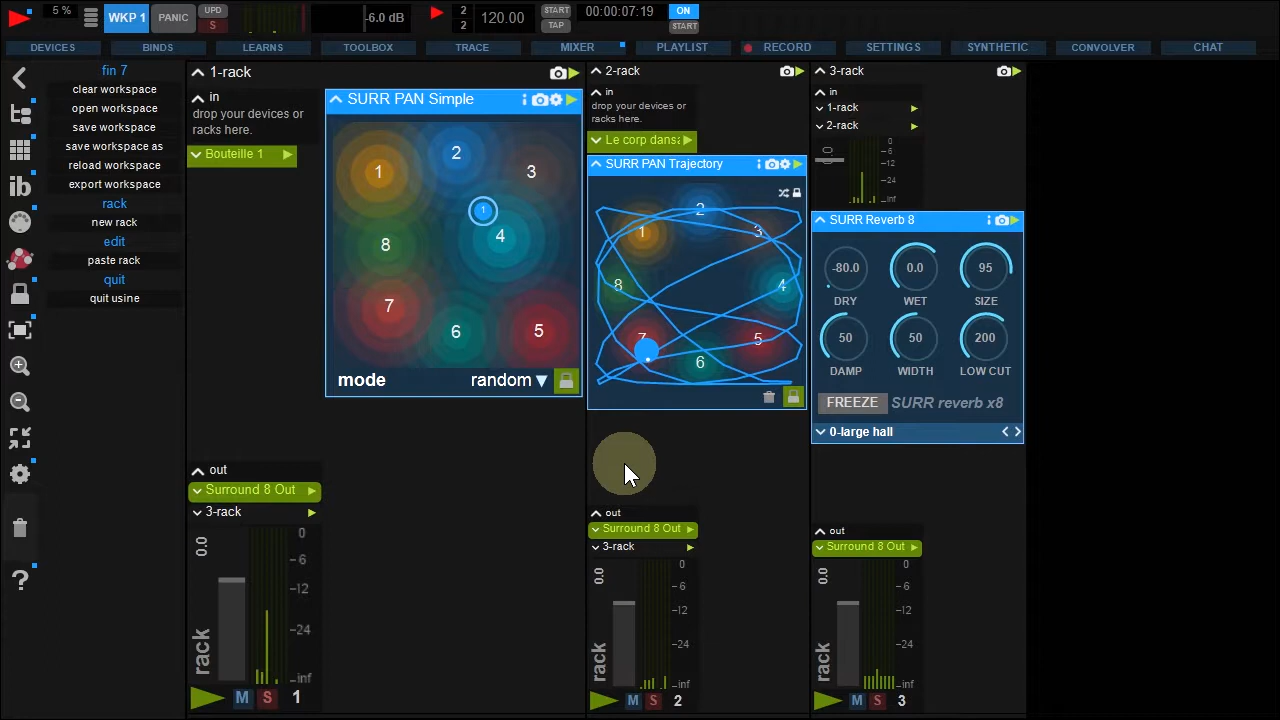 5 %
WKP 1
PANIC
UPD
S
-6.0 dB
2
2
120.00
START
TAP
00:00:07:19
ON
START
DEVICES
BINDS
LEARNS
TOOLBOX
TRACE
MIXER
PLAYLIST
RECORD
SETTINGS
SYNTHETIC
CONVOLVER
CHAT
fin 7
clear workspace
open workspace
save workspace
save workspace as
reload workspace
export workspace
rack
new rack
edit
paste rack
quit
quit usine
ib
?
1-rack
in
drop your devices or
racks here.
Bouteille 1
SURR PAN Simple
1
2
3
1
4
8
7
6
5
mode
random
out
Surround 8 Out
3-rack
0.0
0
-6
-12
-24
-inf
rack
M
S
1
2-rack
in
drop your devices or
racks here.
Le corp dans
SURR PAN Trajectory
1
2
3
4
8
7
5
6
out
Surround 8 Out
3-rack
0.0
0
-6
-12
-24
-inf
rack
M
S
2
3-rack
in
1-rack
2-rack
0
-6
-12
-24
-inf
SURR Reverb 8
-80.0
0.0
95
DRY
WET
SIZE
50
50
200
DAMP
WIDTH
LOW CUT
FREEZE
SURR reverb x8
0-large hall
out
Surround 8 Out
0.0
0
-6
-12
-24
-inf
rack
M
S
3